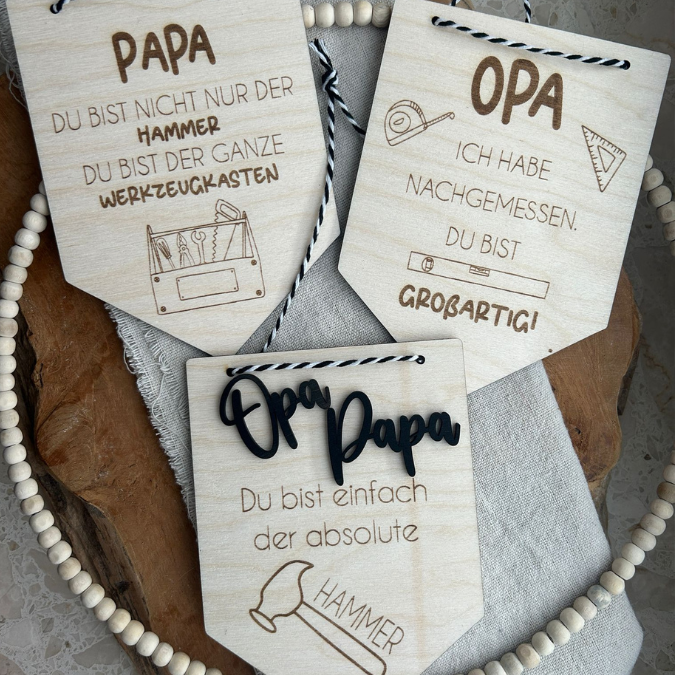 PAPA
DU BIST NICHT NUR DER
HAMMER
DU BIST DER GANZE
WERKZEUGKASTEN
OPA
ICH HABE
NACHGEMESSEN.
DU BIST
GROßARTIG!
Opa
Papa
Du bist einfach
der absolute
HAMMER